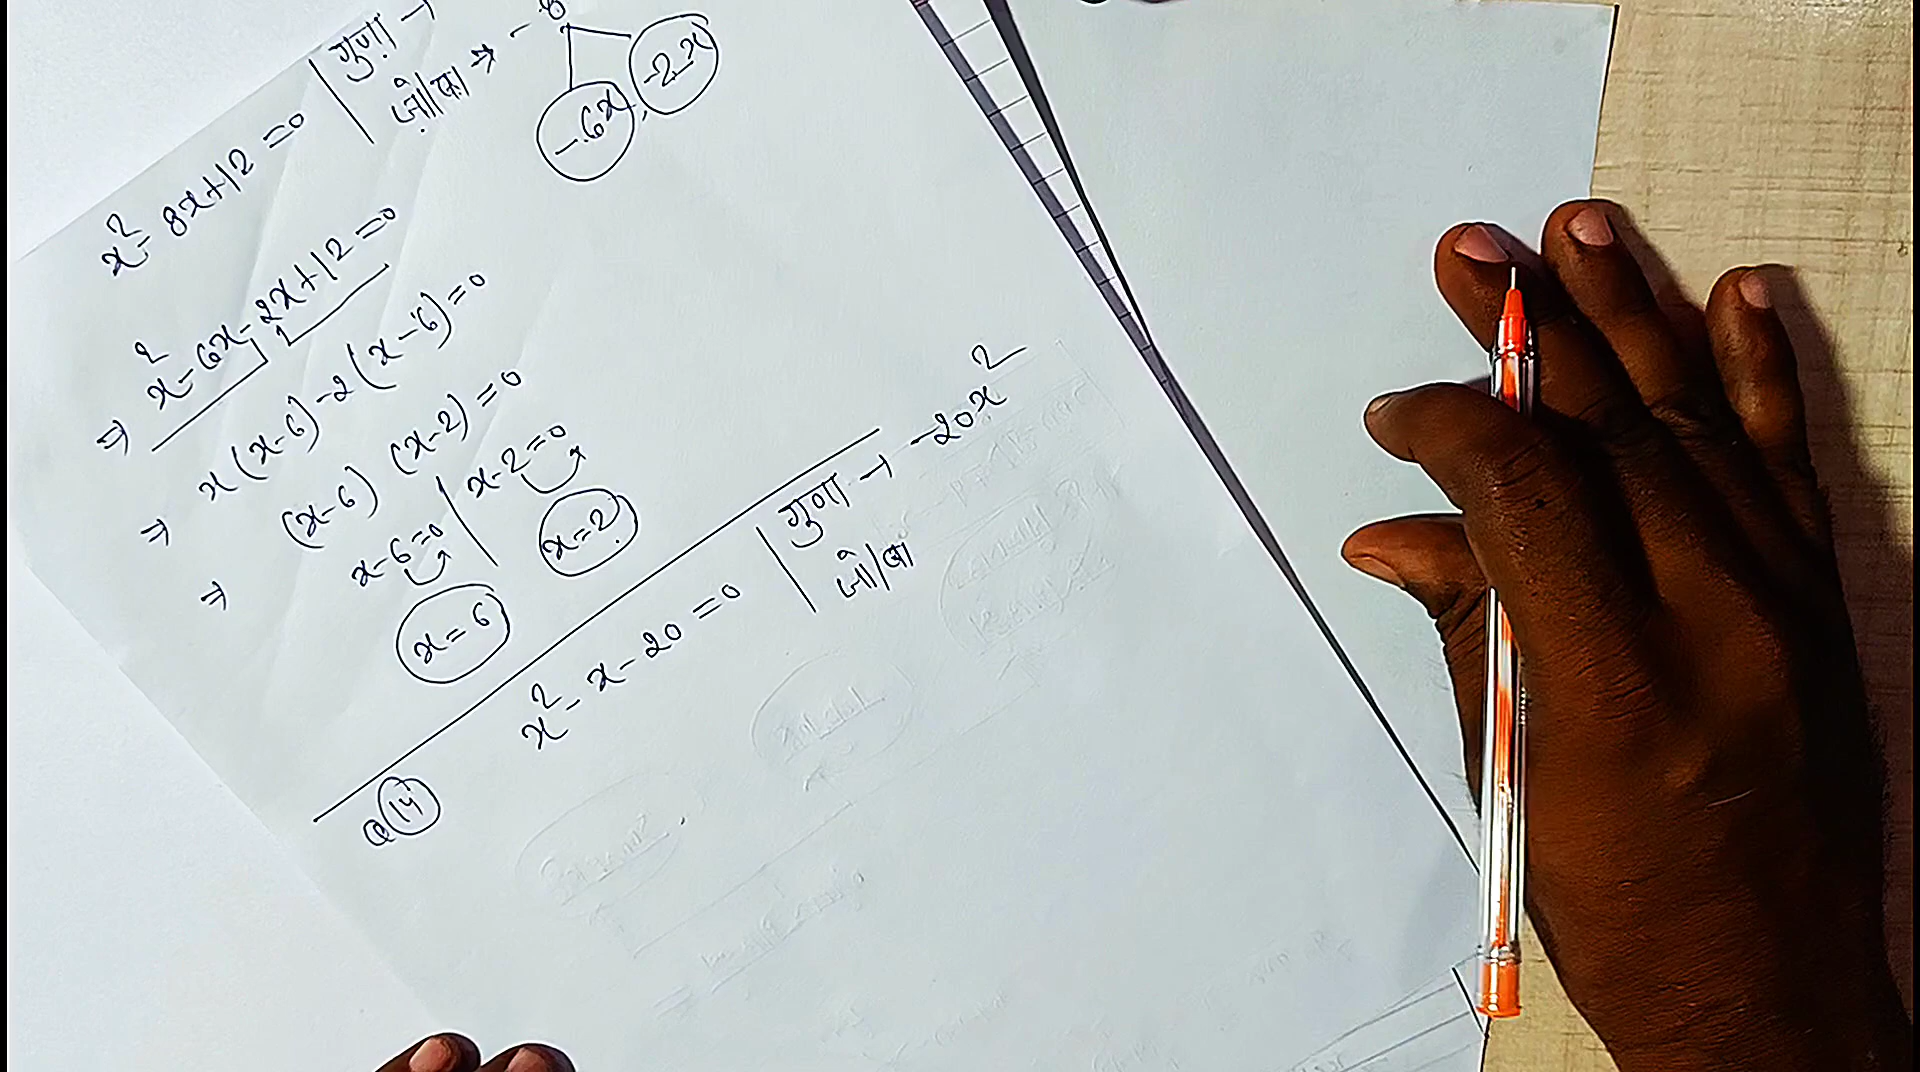 x² - 8x + 12 = 0 | गुणा →
जो/घ → - 8
-6x, -2x
⇒ x² - 6x - 2x + 12 = 0
⇒ x(x-6) - 2(x-6) = 0
⇒ (x-6) (x-2) = 0
x-6=0 | x-2=0
x=6 x=2
Q 14 x² - x - 20 = 0 | गुणा → -20x²
जो/घ